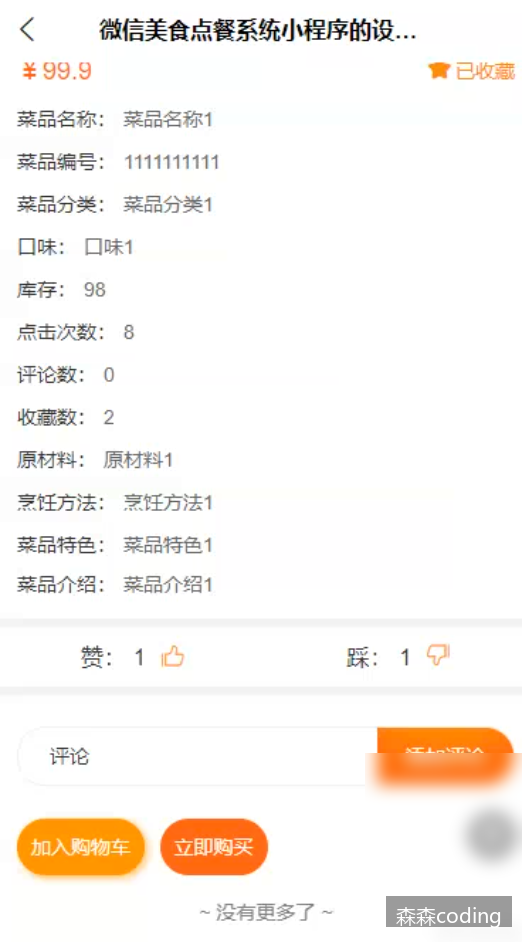 微信美食点餐系统小程序的设...
¥99.9 已收藏
菜品名称： 菜品名称1
菜品编号： 1111111111
菜品分类： 菜品分类1
口味： 口味1
库存： 98
点击次数： 8
评论数： 0
收藏数： 2
原材料： 原材料1
烹饪方法： 烹饪方法1
菜品特色： 菜品特色1
菜品介绍： 菜品介绍1
赞： 1 踩： 1
评论
加入购物车 立即购买
~ 没有更多了 ~
森森coding